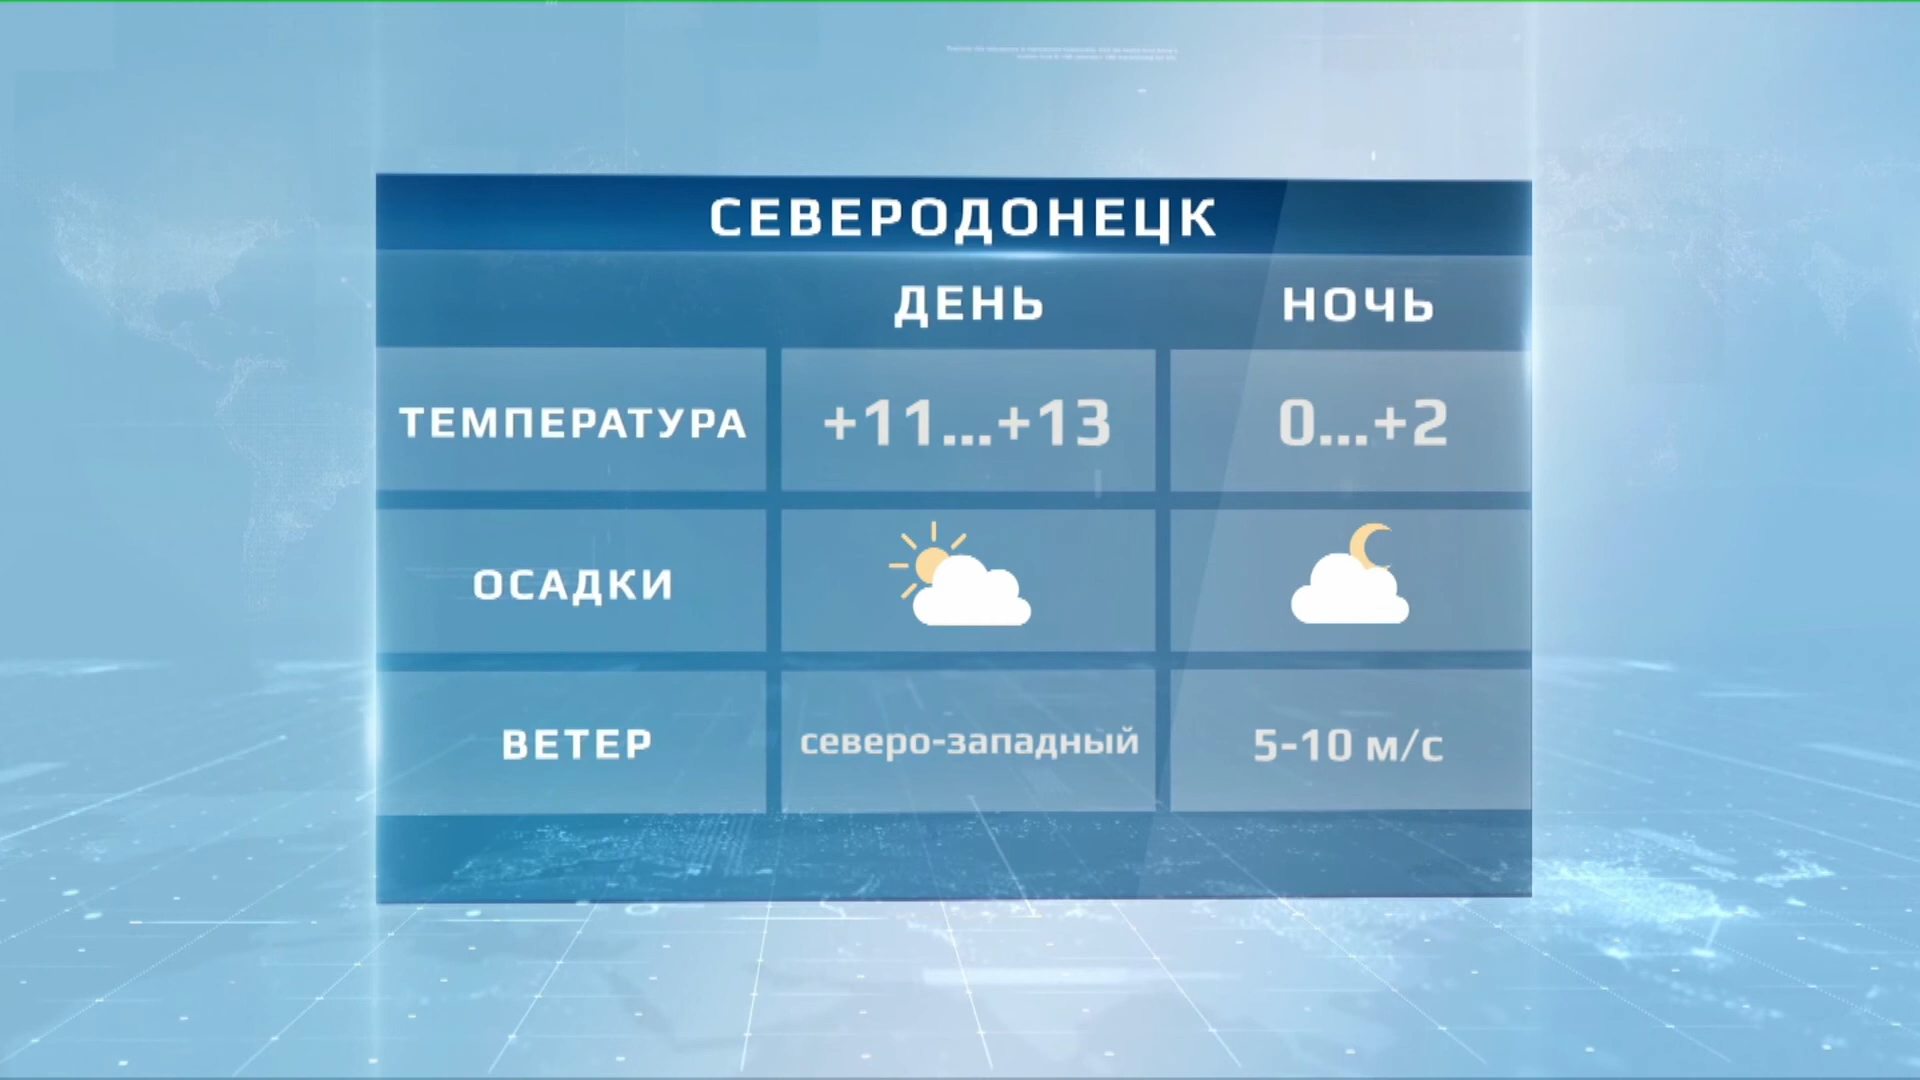 СЕВЕРОДОНЕЦК
ДЕНЬ НОЧЬ
ТЕМПЕРАТУРА +11...+13 0...+2
ОСАДКИ
ВЕТЕР северо-западный 5-10 м/с